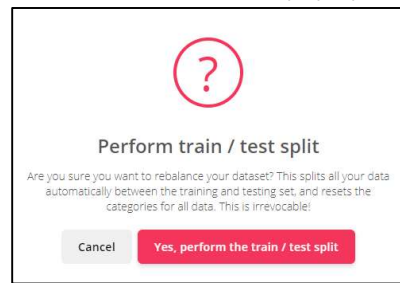 ?
Perform train / test split
Are you sure you want to rebalance your dataset? This splits all your data
automatically between the training and testing set, and resets the
categories for all data. This is irrevocable!
Cancel
Yes, perform the train / test split